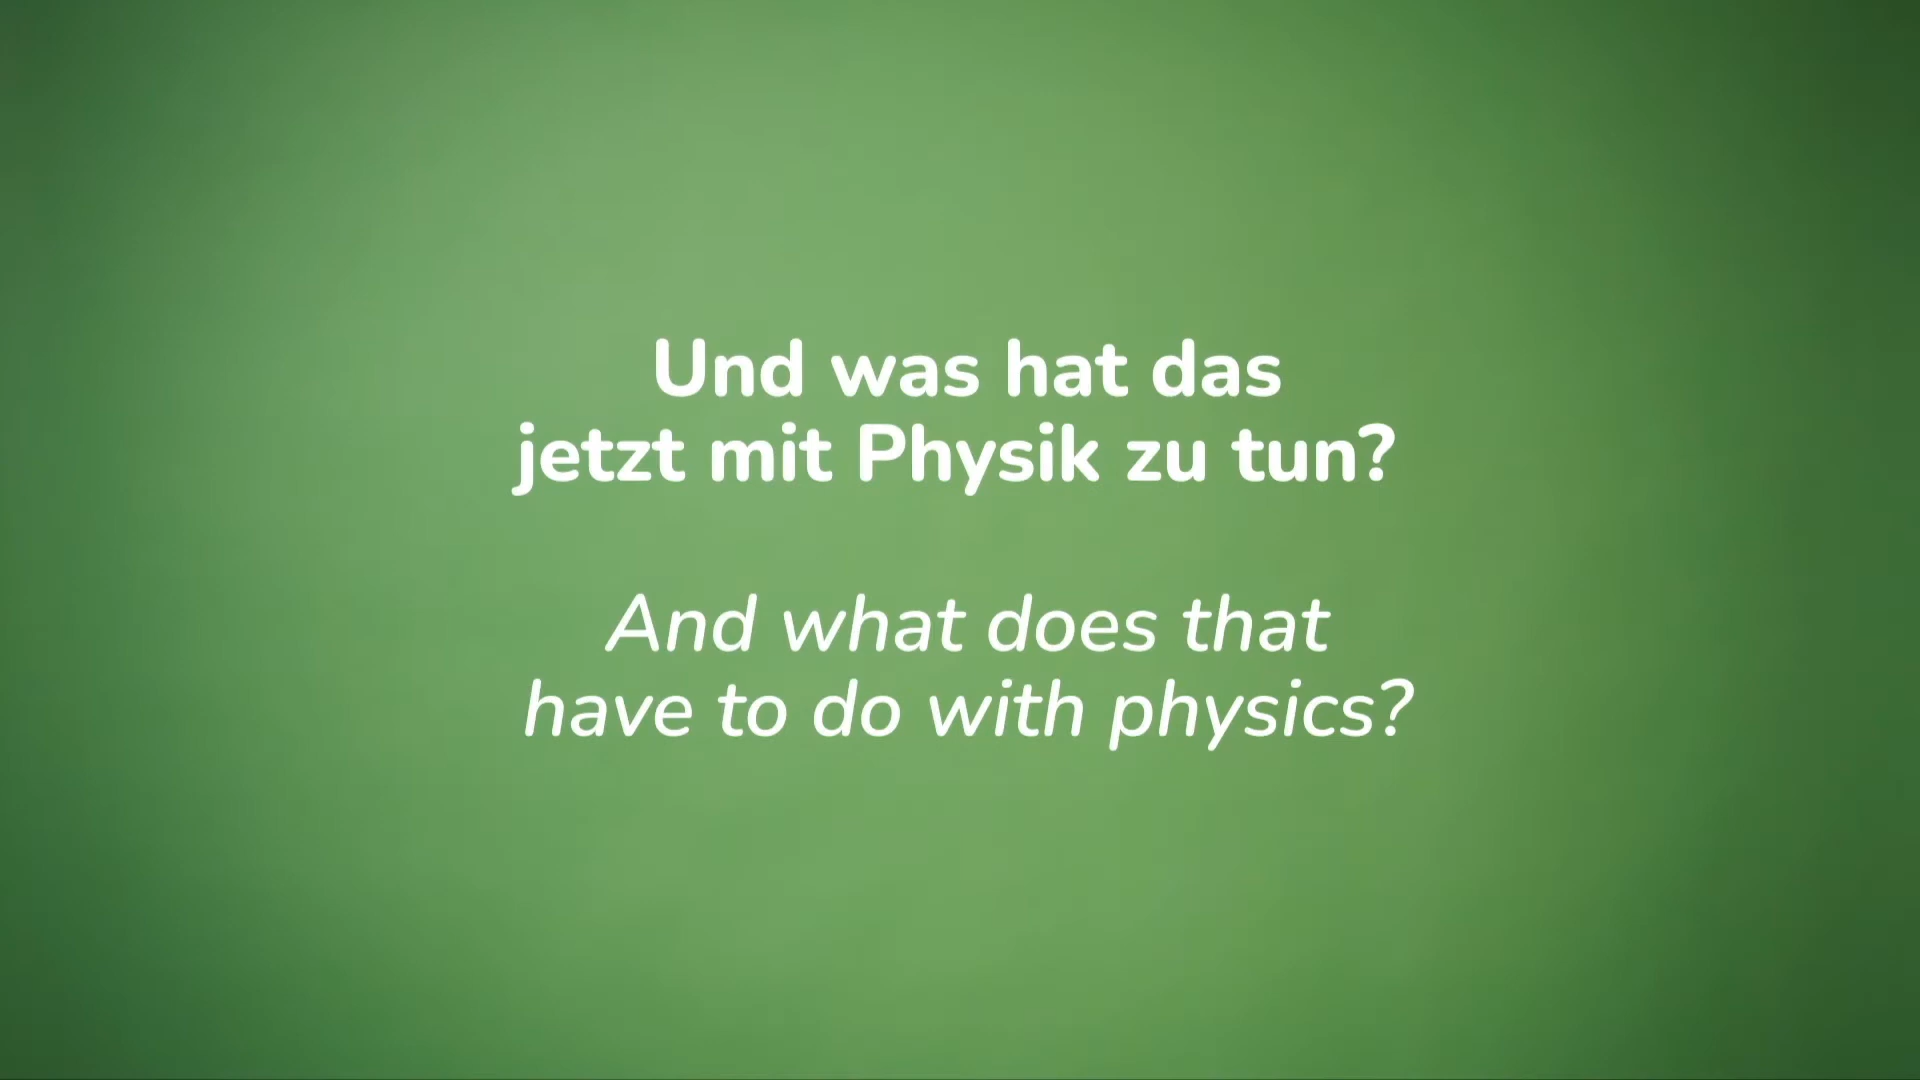 Und was hat das
jetzt mit Physik zu tun?
And what does that
have to do with physics?